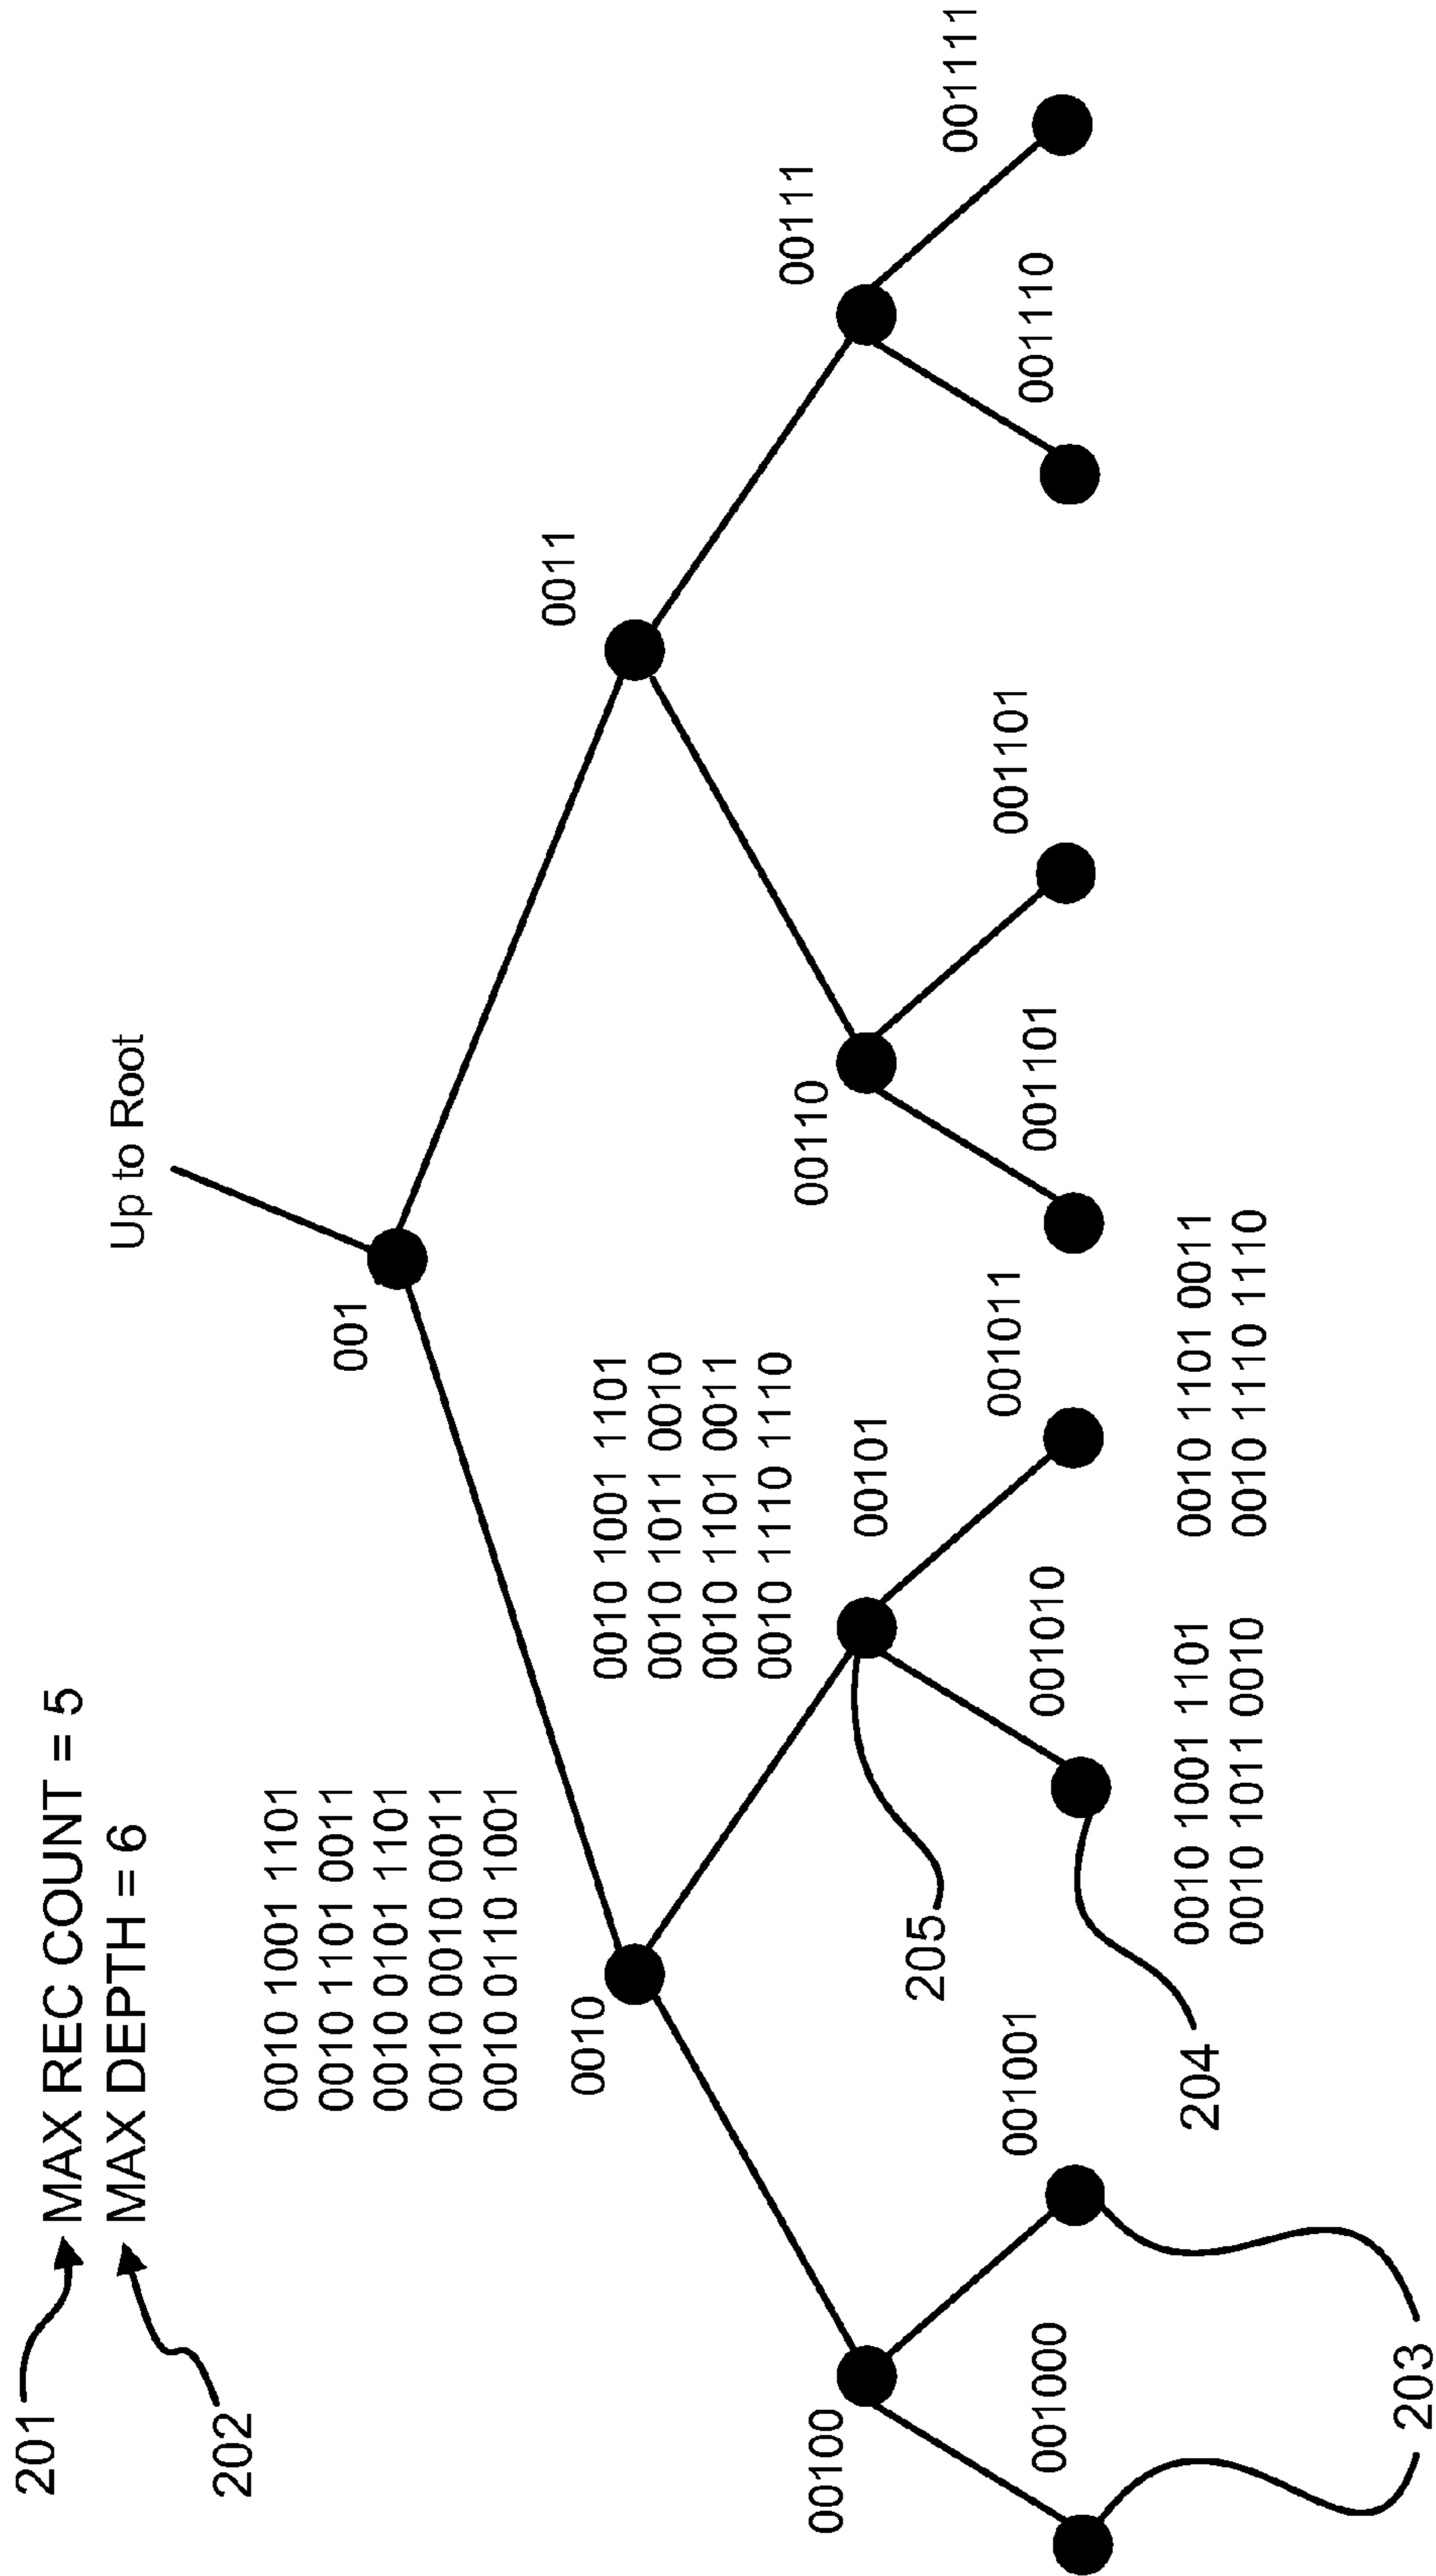 201
MAX REC COUNT = 5
202
MAX DEPTH = 6
Up to Root
001
0010 1001 1101
0010 1101 0011
0010 0101 1101
0010 0010 0011
0010 0110 1001
0010
0011
0010 1001 1101
0010 1011 0010
0010 1101 0011
0010 1110 1110
00100
00101
00110
00111
205
001000
001001
001010
001011
001101
001101
001110
001111
204
0010 1001 1101
0010 1011 0010
0010 1101 0011
0010 1110 1110
203